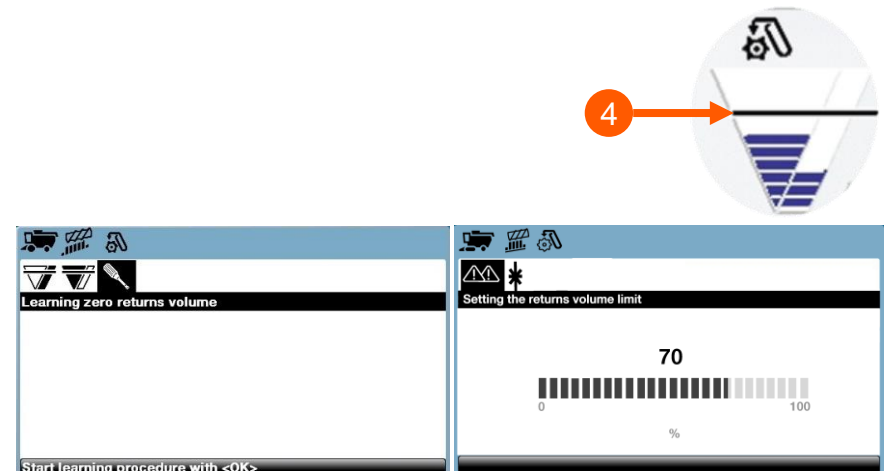 4
Learning zero returns volume
Start learning procedure with <OK>
Setting the returns volume limit
70
0 100
%